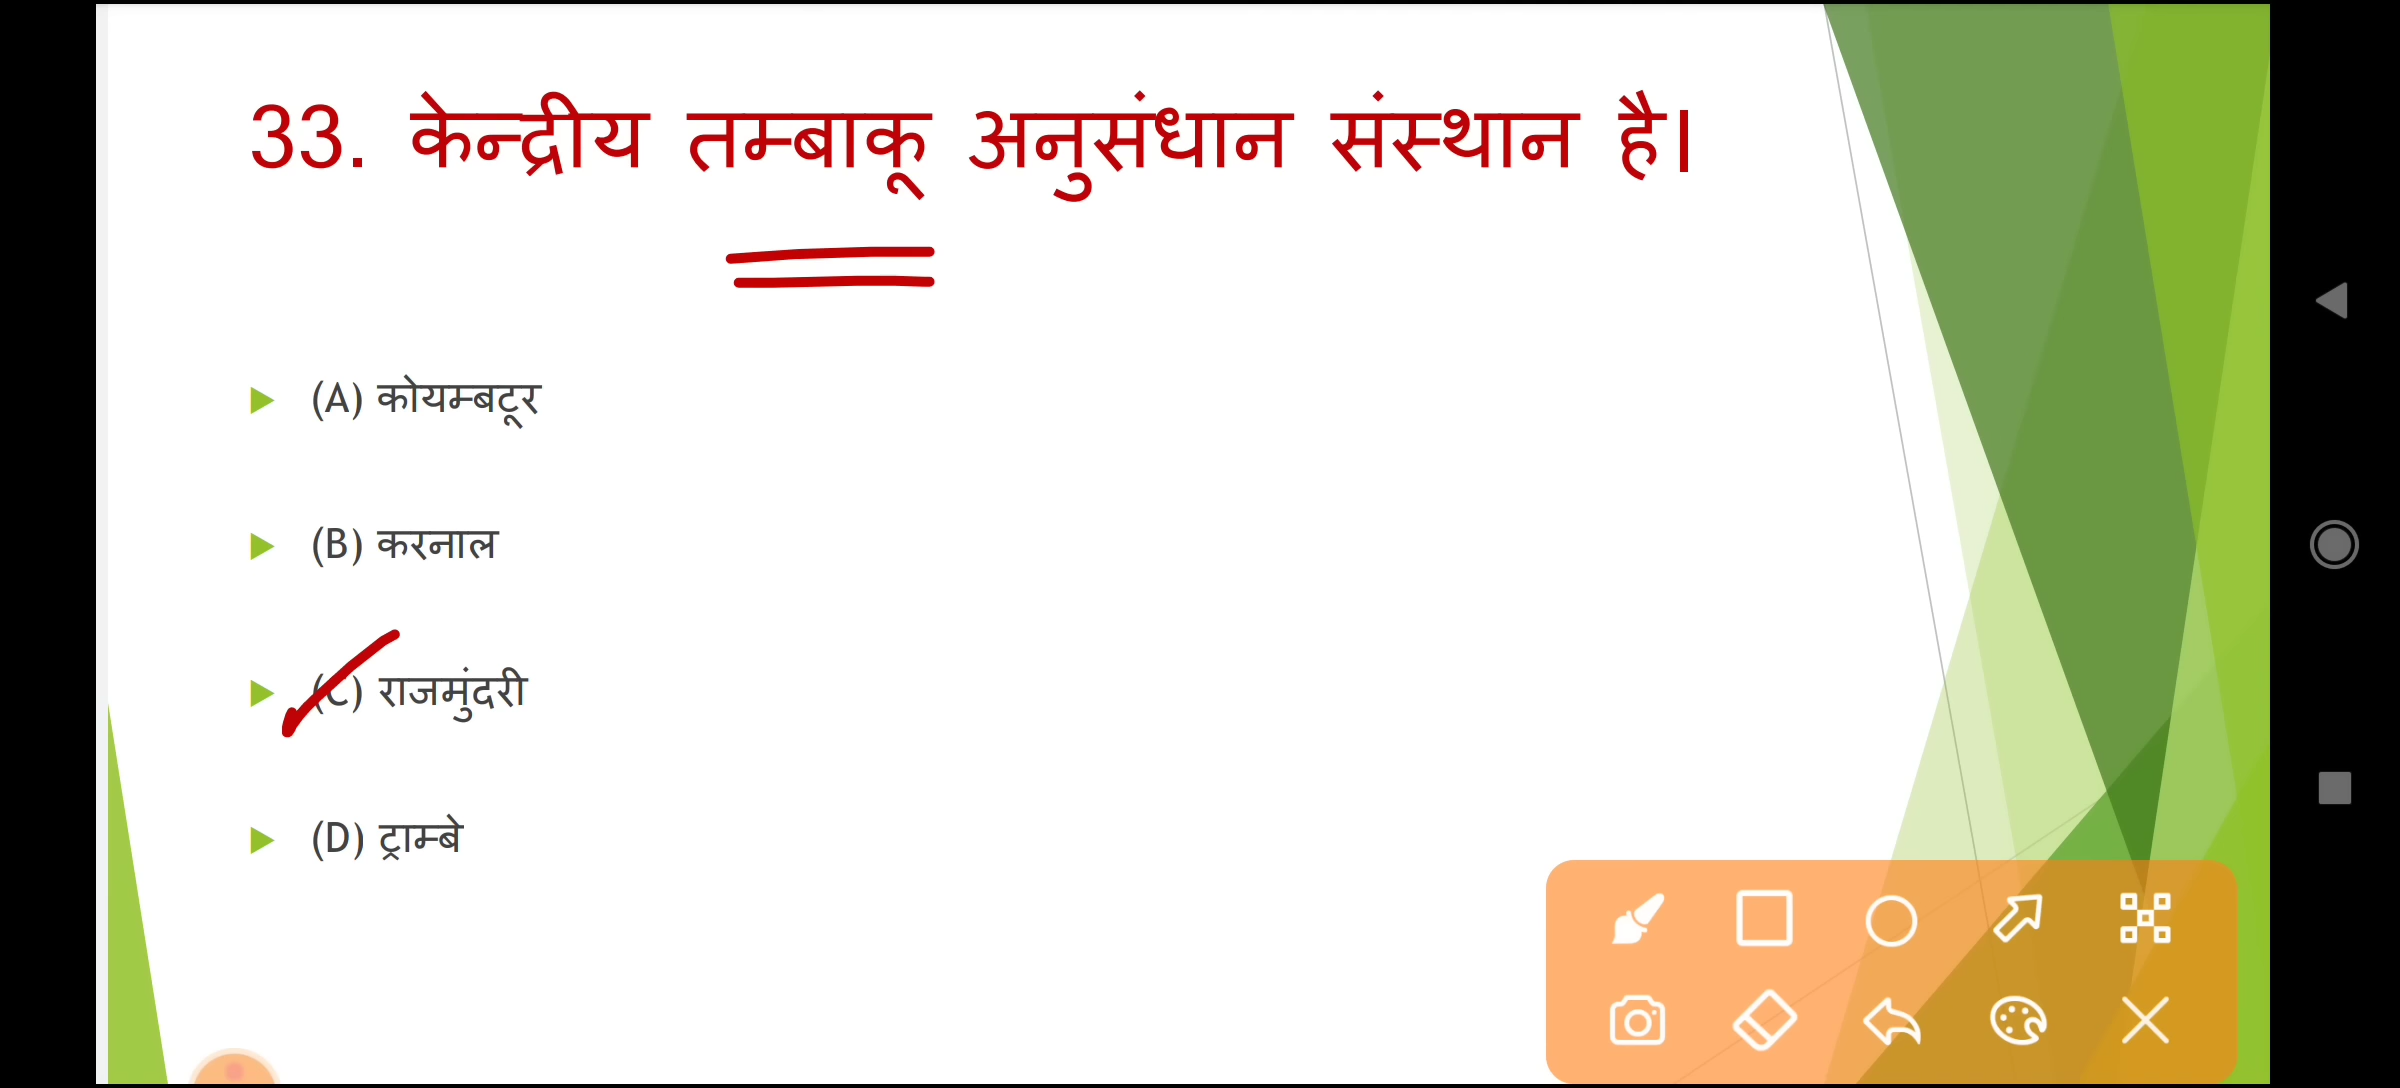 33. केन्द्रीय तम्बाकू अनुसंधान संस्थान है।
(A) कोयम्बटूर
(B) करनाल
(C) राजमुंदरी
(D) ट्राम्बे